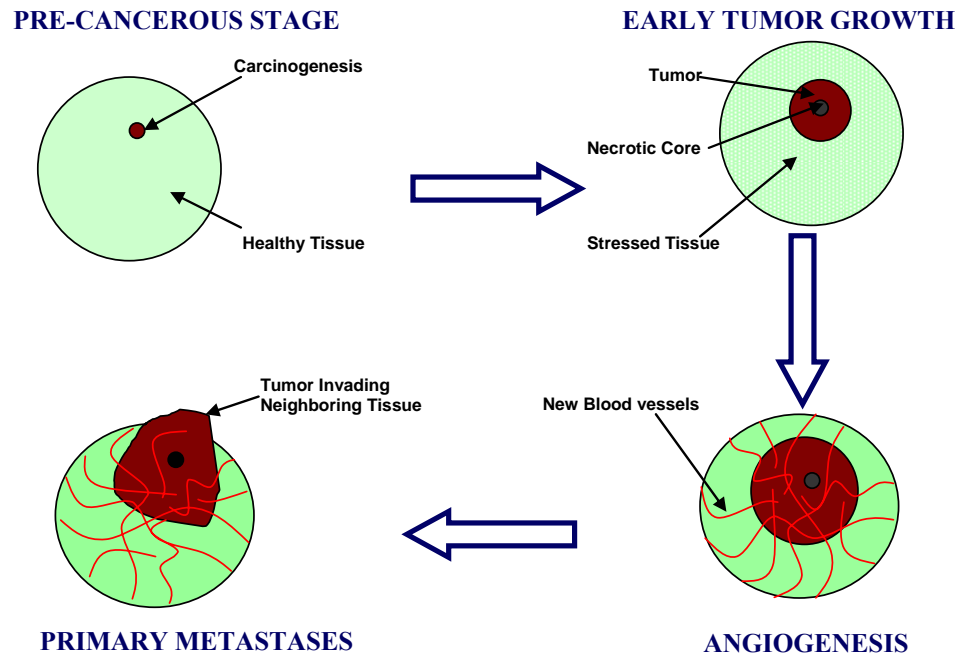 PRE-CANCEROUS STAGE
EARLY TUMOR GROWTH
Carcinogenesis
Healthy Tissue
Tumor
Necrotic Core
Stressed Tissue
Tumor Invading
Neighboring Tissue
New Blood vessels
PRIMARY METASTASES
ANGIOGENESIS